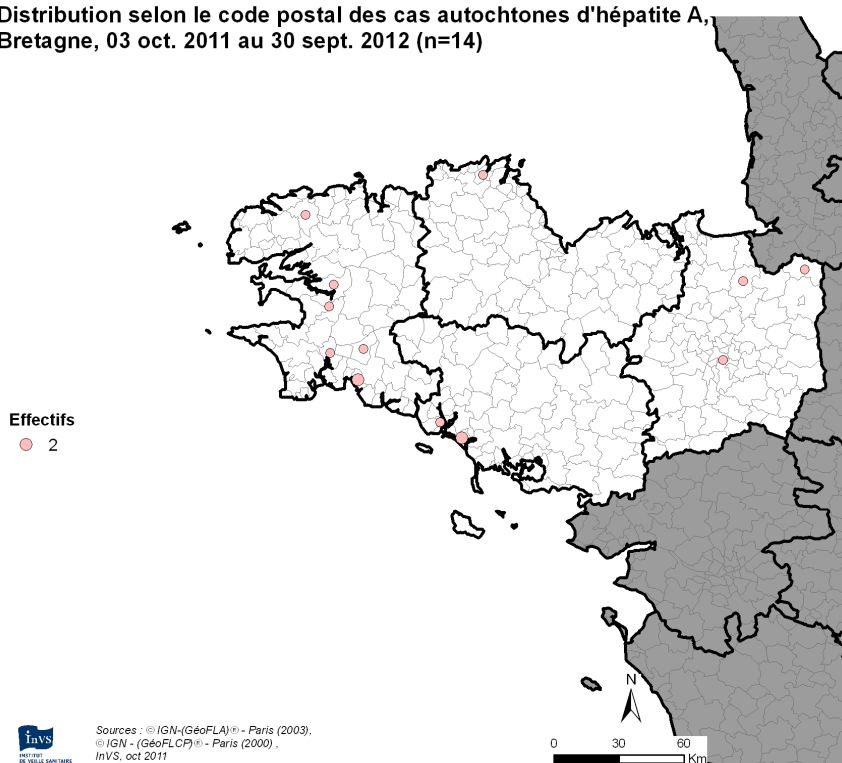 Distribution selon le code postal des cas autochtones d'hépatite A,
Bretagne, 03 oct. 2011 au 30 sept. 2012 (n=14)
Effectifs
2
N
0 30 60
Km
InVS
INSTITUT
DE VEILLE SANITAIRE
Sources : © IGN-(GéoFLA)® - Paris (2003),
© IGN - (GéoFLCP)® - Paris (2000) ,
InVS, oct 2011